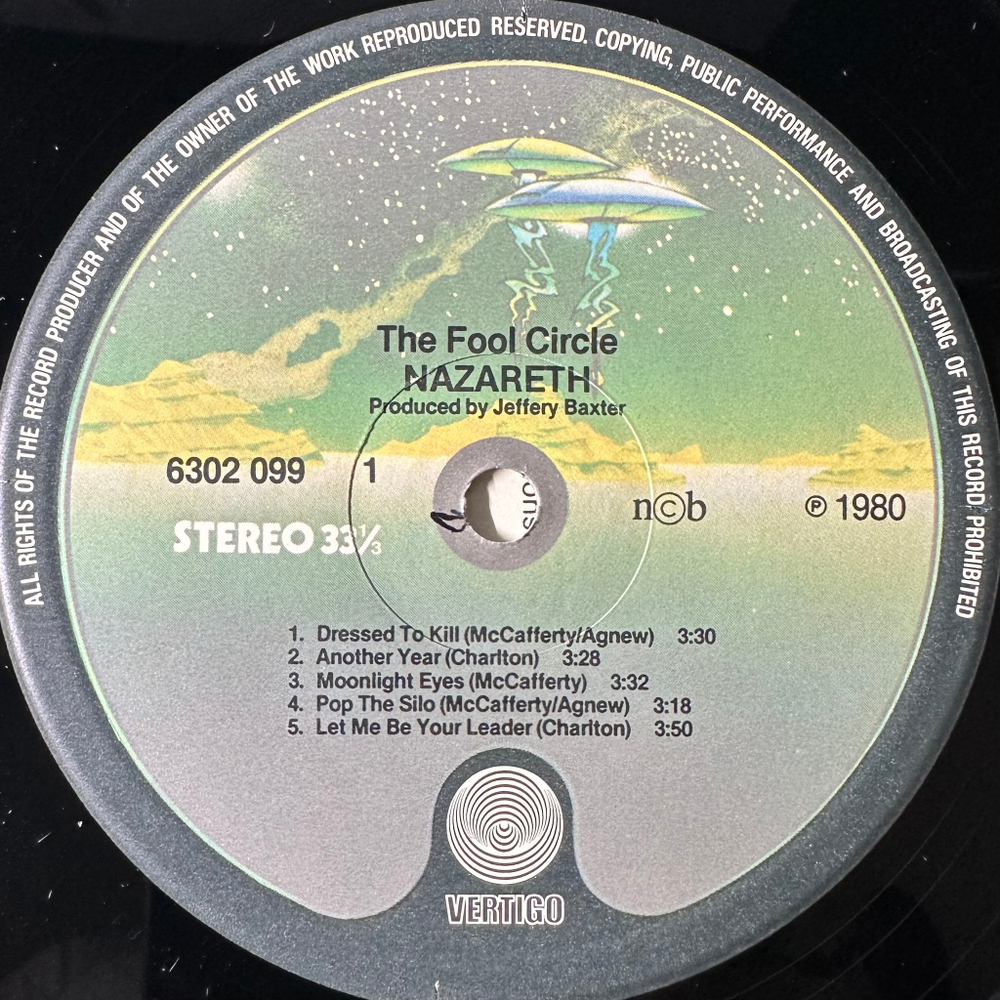 ALL RIGHTS OF THE RECORD PRODUCER AND OF THE OWNER OF THE WORK REPRODUCED RESERVED. COPYING, PUBLIC PERFORMANCE AND BROADCASTING OF THIS RECORD PROHIBITED
The Fool Circle
NAZARETH
Produced by Jeffery Baxter
6302 099 1
n©b
℗ 1980
STEREO 33⅓
1. Dressed To Kill (McCafferty/Agnew) 3:30
2. Another Year (Charlton) 3:28
3. Moonlight Eyes (McCafferty) 3:32
4. Pop The Silo (McCafferty/Agnew) 3:18
5. Let Me Be Your Leader (Charlton) 3:50
VERTIGO